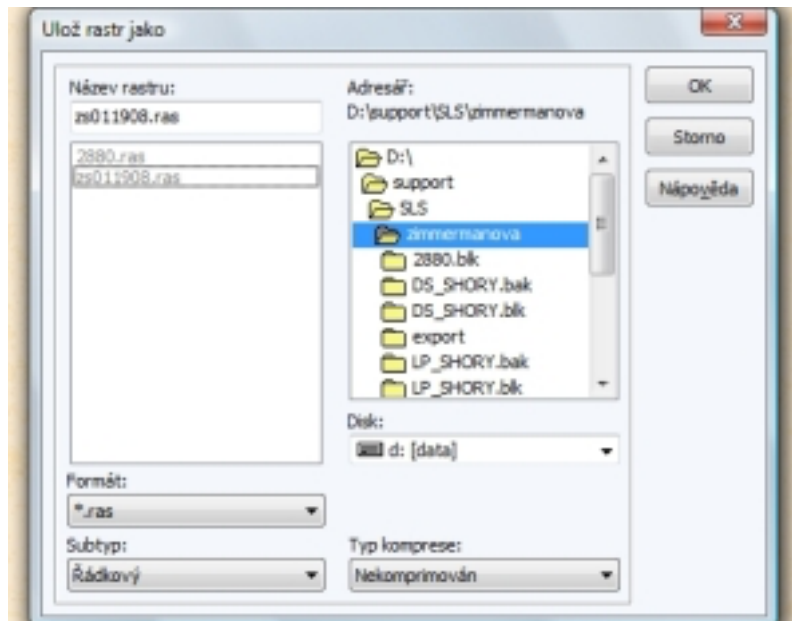 Ulož rastr jako
Název rastru:
zs011908.ras
2880.ras
zs011908.ras
Formát:
*.ras
Subtyp:
Řádkový
Adresář:
D:\support\SLS\zimmermanova
D:\
support
SLS
zimmermanova
2880.blk
DS_SHORY.bak
DS_SHORY.blk
export
LP_SHORY.bak
LP_SHORY.blk
Disk:
d: [data]
Typ komprese:
Nekomprimován
OK
Storno
Nápověda